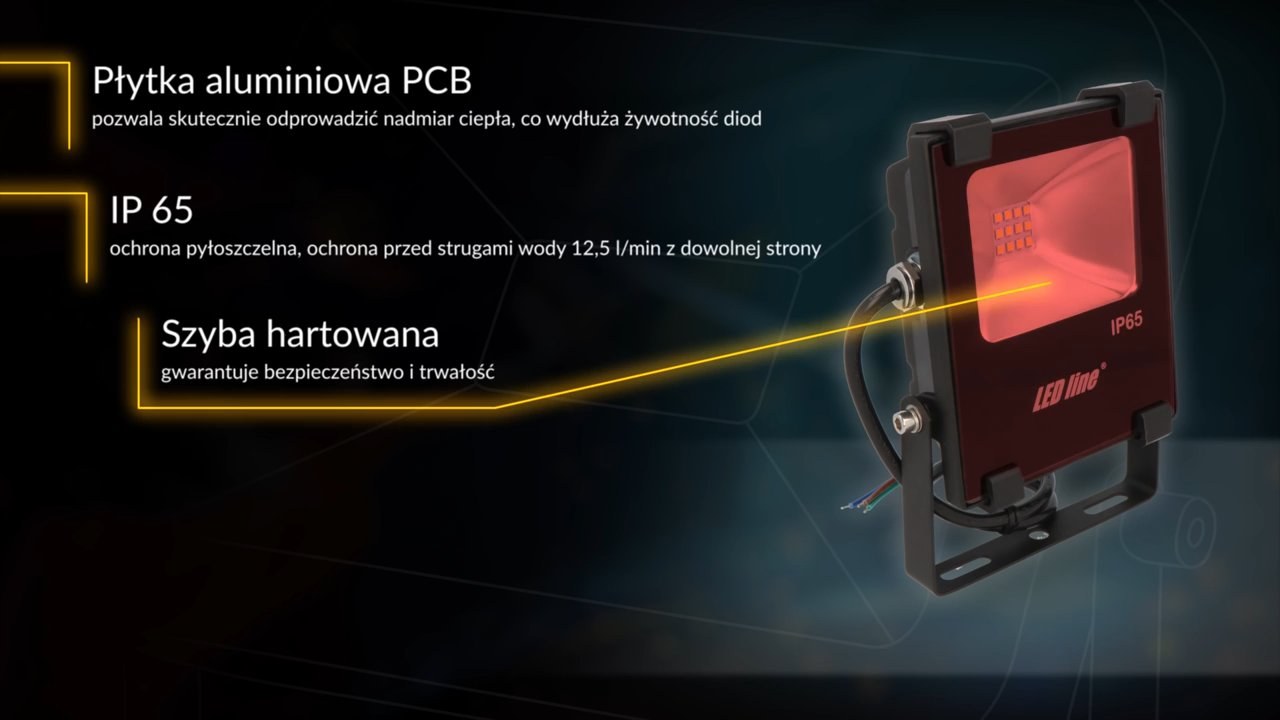 Płytka aluminiowa PCB
pozwala skutecznie odprowadzić nadmiar ciepła, co wydłuża żywotność diod
IP 65
ochrona pyłoszczelna, ochrona przed strugami wody 12,5 l/min z dowolnej strony
Szyba hartowana
gwarantuje bezpieczeństwo i trwałość
IP65
LED line®